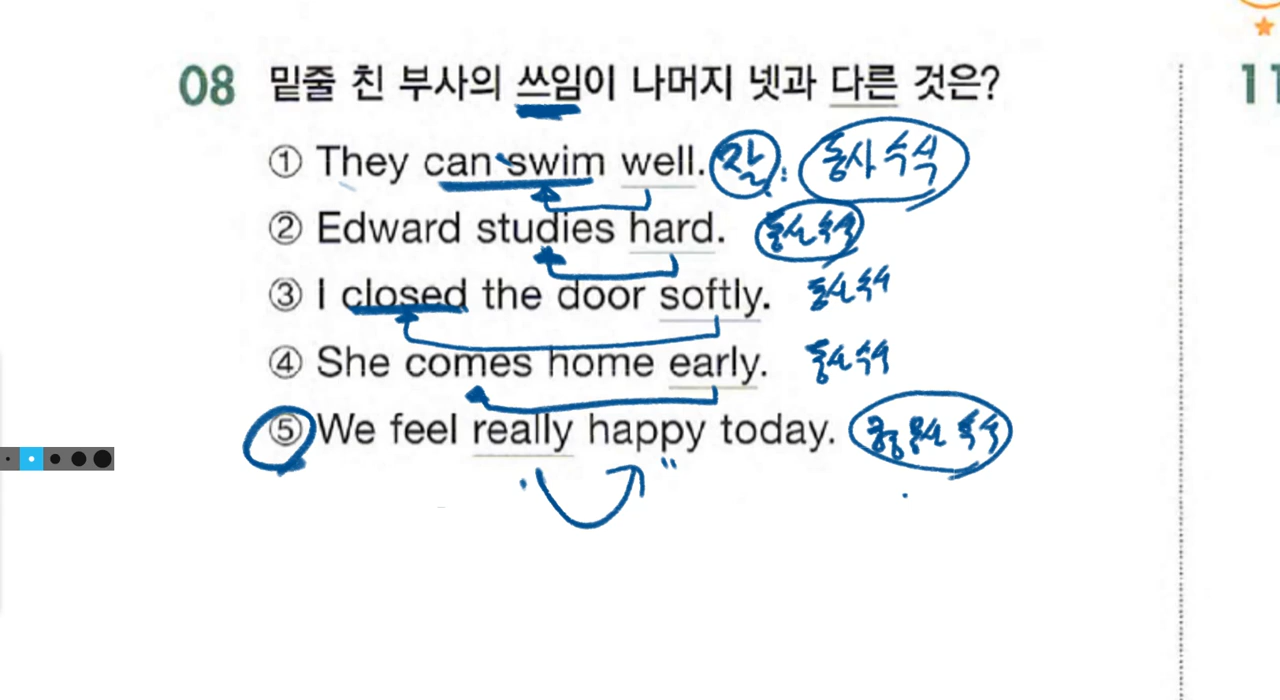 08 밑줄 친 부사의 쓰임이 나머지 넷과 다른 것은?
① They can swim well. 잘: 동사 수식
② Edward studies hard. 동사 수식
③ I closed the door softly. 동사 수식
④ She comes home early. 동사 수식
⑤ We feel really happy today. 형용사 수식
11